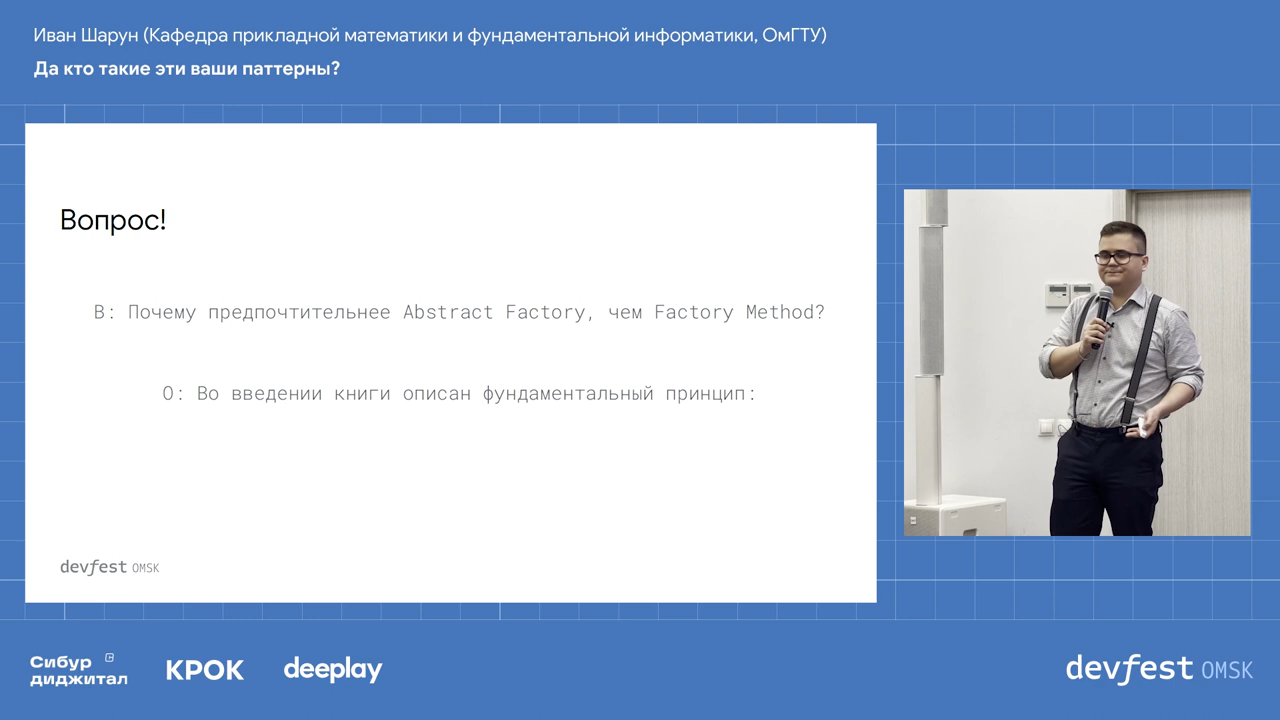 Иван Шарун (Кафедра прикладной математики и фундаментальной информатики, ОмГТУ)
Да кто такие эти ваши паттерны?
Вопрос!
В: Почему предпочтительнее Abstract Factory, чем Factory Method?
О: Во введении книги описан фундаментальный принцип:
devfest OMSK
Сибур
диджитал
КРОК
deeplay
devfest OMSK